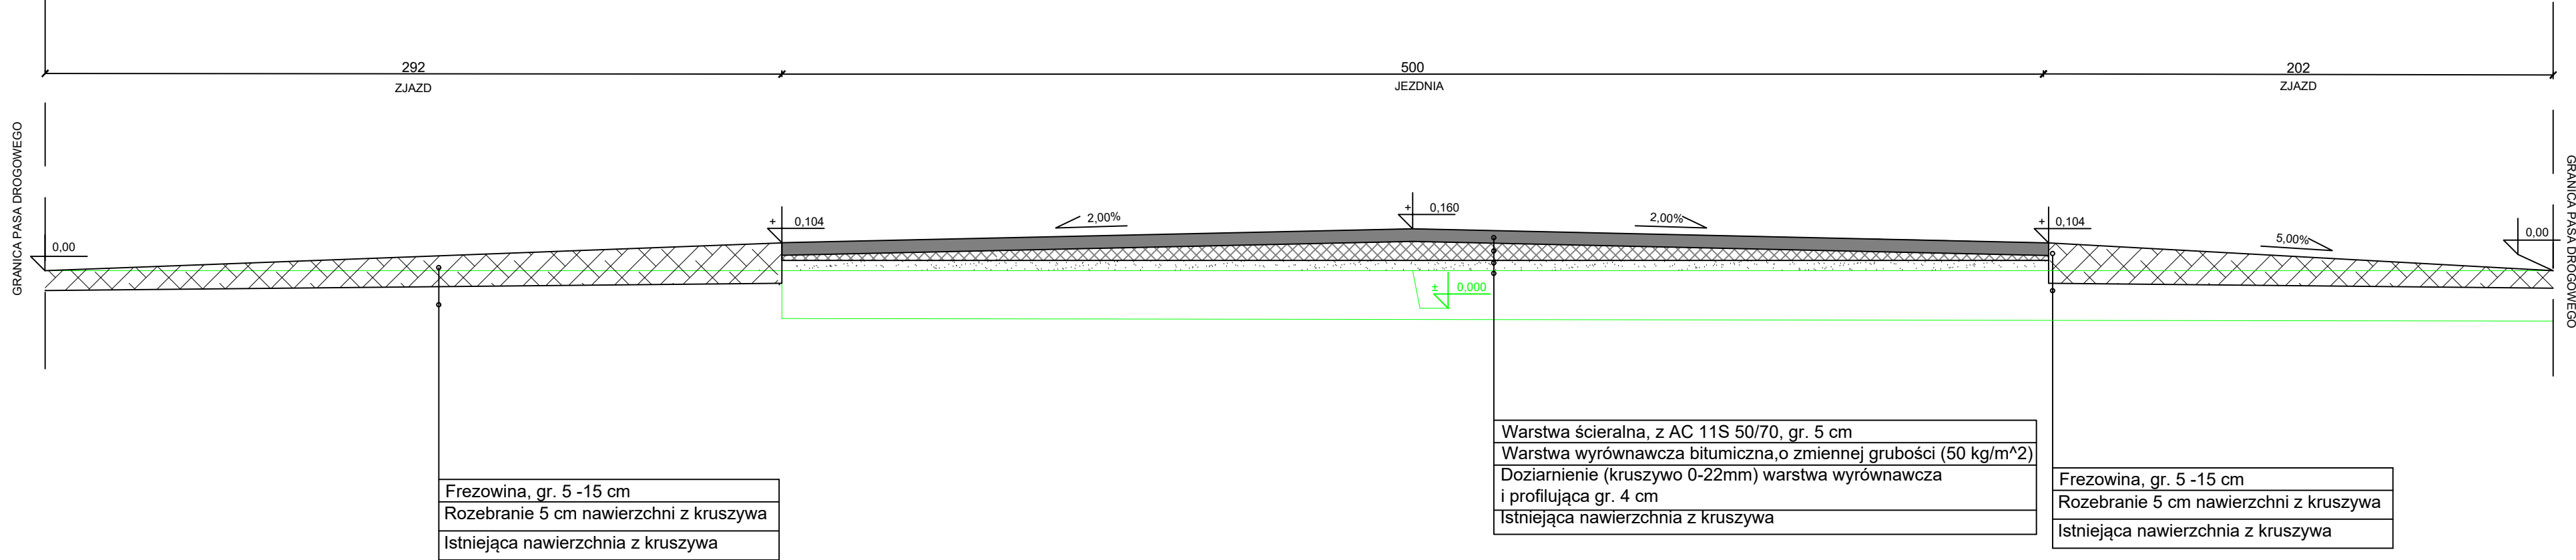 292
ZJAZD
500
JEZDNIA
202
ZJAZD
GRANICA PASA DROGOWEGO
GRANICA PASA DROGOWEGO
0,00
+ 0,104
2,00%
+ 0,160
2,00%
+ 0,104
5,00%
0,00
± 0,000
Warstwa ścieralna, z AC 11S 50/70, gr. 5 cm
Warstwa wyrównawcza bitumiczna,o zmiennej grubości (50 kg/m^2)
Doziarnienie (kruszywo 0-22mm) warstwa wyrównawcza
i profilująca gr. 4 cm
Istniejąca nawierzchnia z kruszywa
Frezowina, gr. 5 -15 cm
Rozebranie 5 cm nawierzchni z kruszywa
Istniejąca nawierzchnia z kruszywa
Frezowina, gr. 5 -15 cm
Rozebranie 5 cm nawierzchni z kruszywa
Istniejąca nawierzchnia z kruszywa